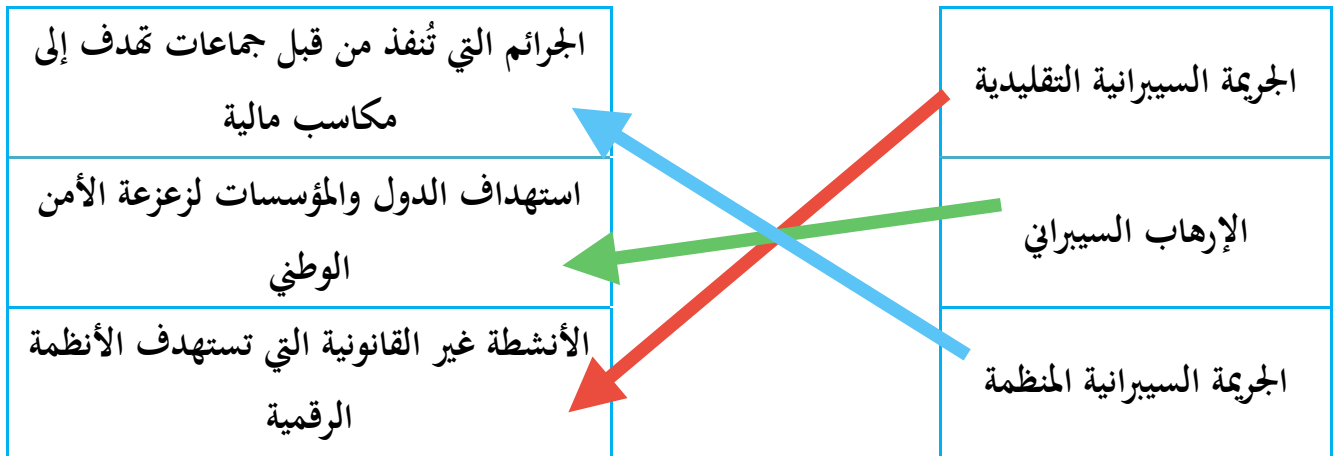 الجريمة السيبرانية التقليدية
الجرائم التي تُنفذ من قبل جماعات تهدف إلى
مكاسب مالية
الإرهاب السيبراني
استهداف الدول والمؤسسات لزعزعة الأمن
الوطني
الجريمة السيبرانية المنظمة
الأنشطة غير القانونية التي تستهدف الأنظمة
الرقمية